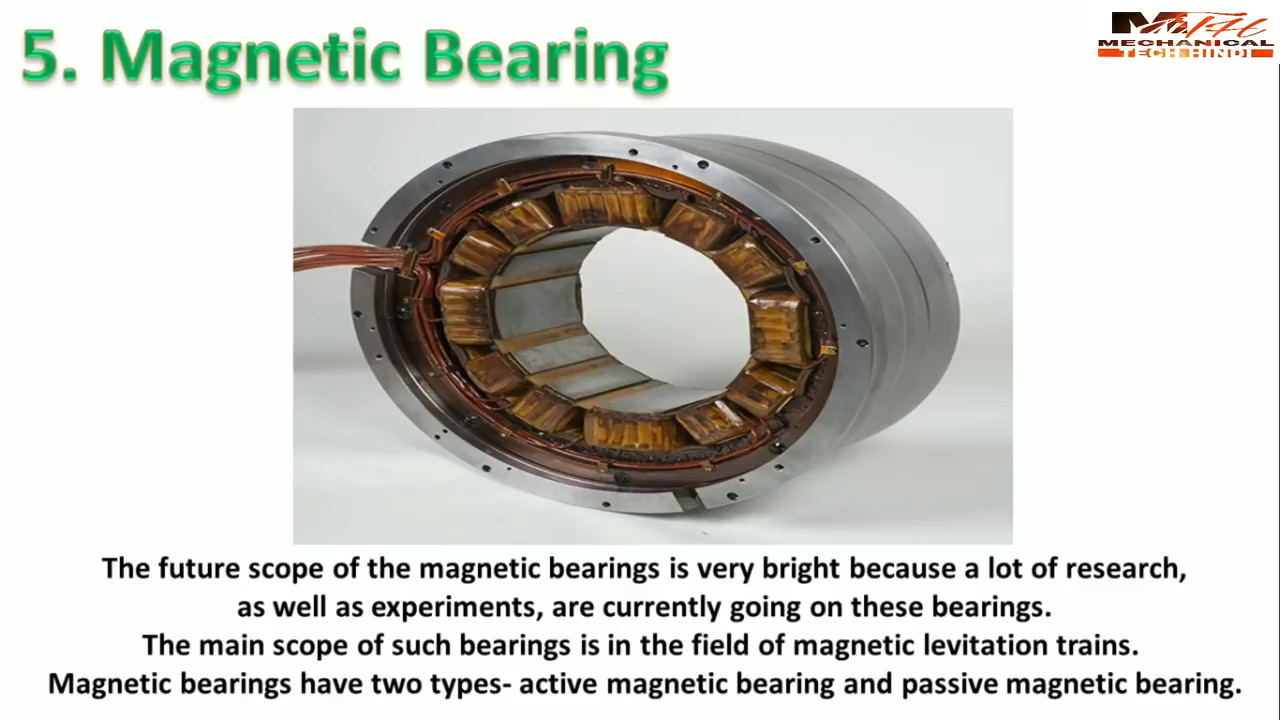 5. Magnetic Bearing
MECHANICAL
TECH HINDI
The future scope of the magnetic bearings is very bright because a lot of research,
as well as experiments, are currently going on these bearings.
The main scope of such bearings is in the field of magnetic levitation trains.
Magnetic bearings have two types- active magnetic bearing and passive magnetic bearing.